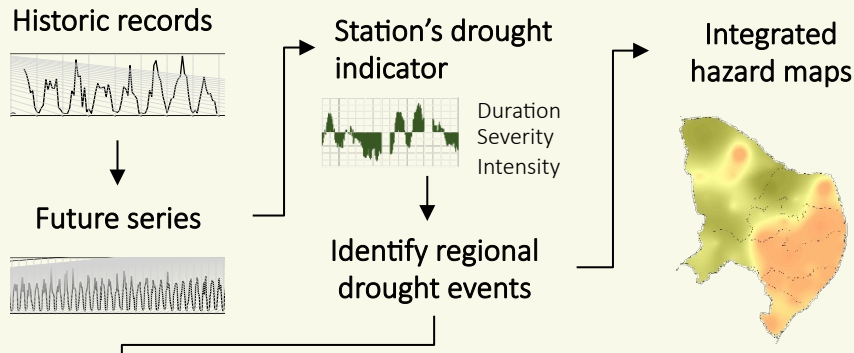 Historic records
Future series
Station’s drought
indicator
Duration
Severity
Intensity
Identify regional
drought events
Integrated
hazard maps